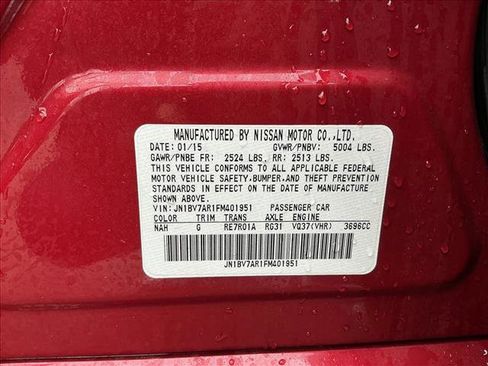 MANUFACTURED BY NISSAN MOTOR CO.,LTD.
DATE: 01/15 GVWR/PNBV: 5004 LBS.
GAWR/PNBE FR: 2524 LBS. RR: 2513 LBS.
THIS VEHICLE CONFORMS TO ALL APPLICABLE FEDERAL
MOTOR VEHICLE SAFETY.BUMPER.AND THEFT PREVENTION
STANDARDS IN EFFECT ON THE DATE OF MANUFACTURE
SHOWN ABOVE.
VIN: JN1BV7AR1FM401951 PASSENGER CAR
COLOR TRIM TRANS AXLE ENGINE
NAH G RE7R01A RG31 VQ37(VHR) 3696CC
JN1BV7AR1FM401951